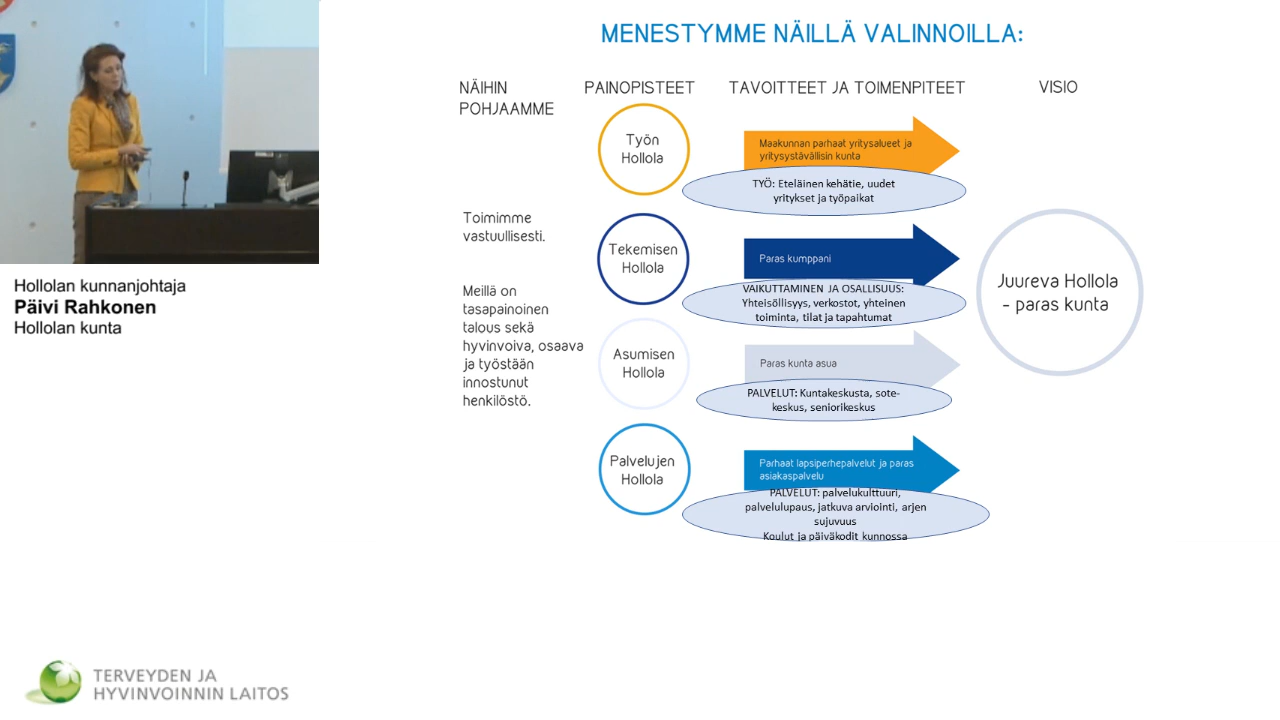 MENESTYMME NÄILLÄ VALINNOILLA:
NÄIHIN
POHJAAMME
PAINOPISTEET
TAVOITTEET JA TOIMENPITEET
VISIO
Työn
Hollola
Maakunnan parhaat yritysalueet ja
yritysystävällisin kunta
TYÖ: Eteläinen kehätie, uudet
yritykset ja työpaikat
Toimimme
vastuullisesti.
Tekemisen
Hollola
Paras kumppani
VAIKUTTAMINEN JA OSALLISUUS:
Yhteisöllisyys, verkostot, yhteinen
toiminta, tilat ja tapahtumat
Juureva Hollola
- paras kunta
Meillä on
tasapainoinen
talous sekä
hyvinvoiva, osaava
ja työstään
innostunut
henkilöstö.
Asumisen
Hollola
Paras kunta asua
PALVELUT: Kuntakeskusta, sote-
keskus, seniorikeskus
Palvelujen
Hollola
Parhaat lapsiperhepalvelut ja paras
asiakaspalvelu
PALVELUT: palvelukulttuuri,
palvelulupaus, jatkuva arviointi, arjen
sujuvuus
Koulut ja päiväkodit kunnossa
Hollolan kunnanjohtaja
Päivi Rahkonen
Hollolan kunta
TERVEYDEN JA
HYVINVOINNIN LAITOS